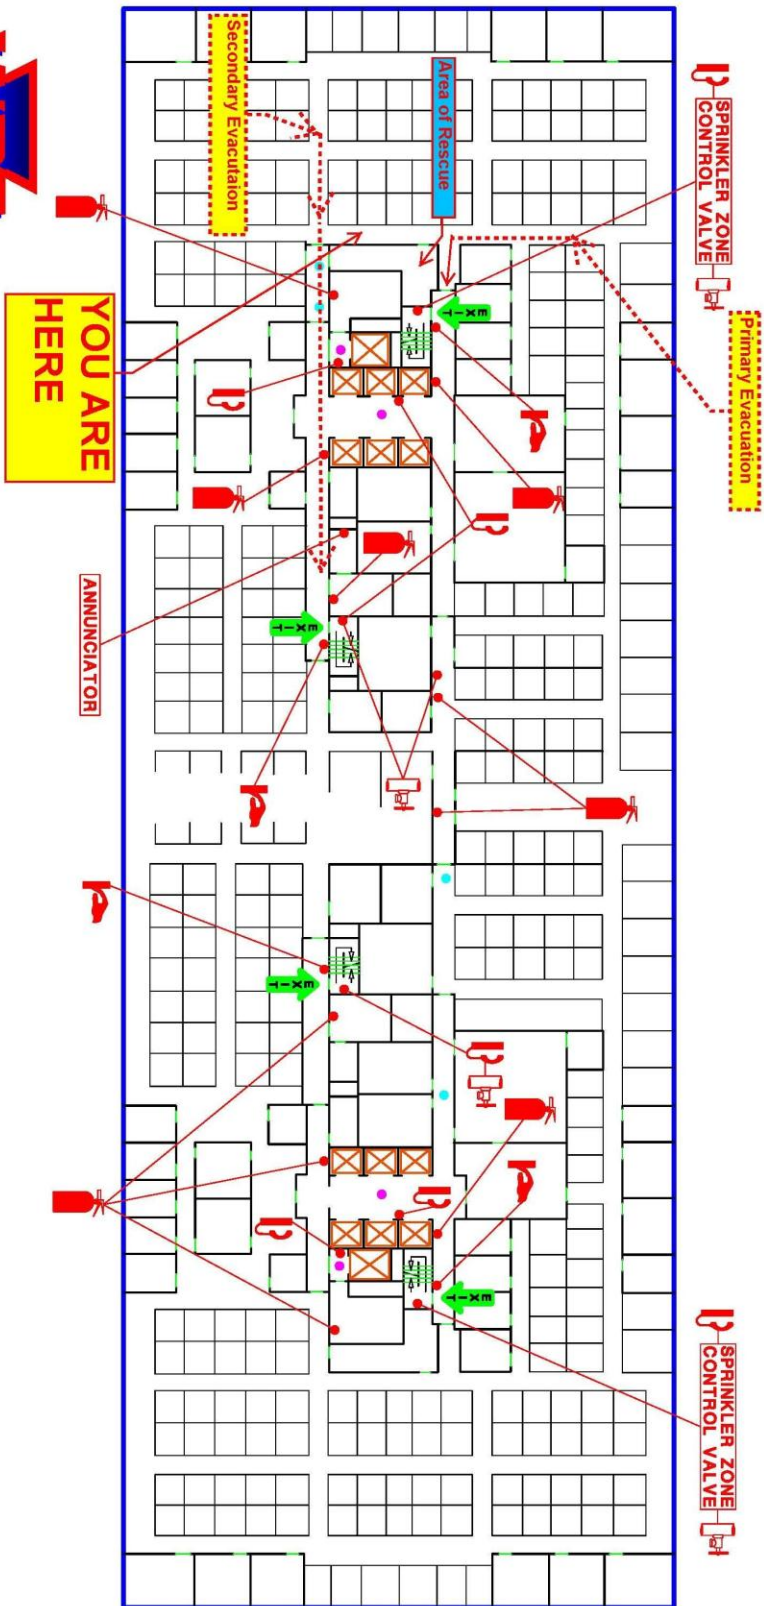 SPRINKLER ZONE
CONTROL VALVE
Primary Evacuation
SPRINKLER ZONE
CONTROL VALVE
Area of Rescue
Secondary Evacutaion
EXIT
EXIT
EXIT
EXIT
ANNUNCIATOR
YOU ARE
HERE